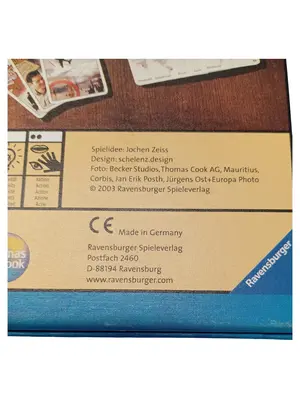 Spielidee: Jochen Zeiss
Design: schelenz.design
Foto: Becker Studios, Thomas Cook AG, Mauritius,
Corbis, Jan Erik Posth, Jürgens Ost+Europa Photo
© 2003 Ravensburger Spieleverlag
CE Made in Germany
Ravensburger Spieleverlag
Postfach 2460
D-88194 Ravensburg
www.ravensburger.com
Ravensburger